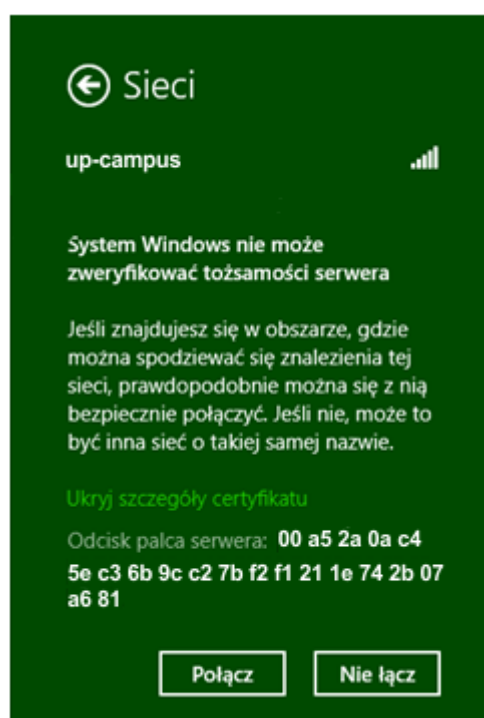 Sieci
up-campus
System Windows nie może
zweryfikować tożsamości serwera
Jeśli znajdujesz się w obszarze, gdzie
można spodziewać się znalezienia tej
sieci, prawdopodobnie można się z nią
bezpiecznie połączyć. Jeśli nie, może to
być inna sieć o takiej samej nazwie.
Ukryj szczegóły certyfikatu
Odcisk palca serwera: 00 a5 2a 0a c4
5e c3 6b 9c c2 7b f2 f1 21 1e 74 2b 07
a6 81
Połącz Nie łącz